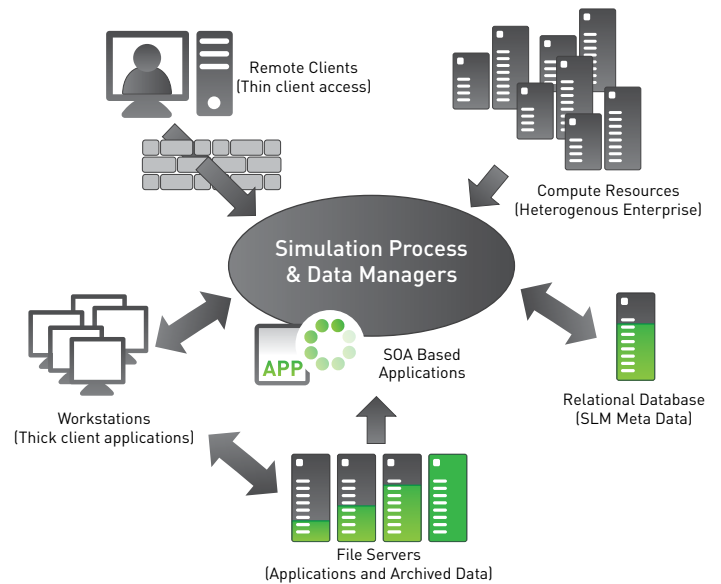 Remote Clients
(Thin client access)
Compute Resources
(Heterogenous Enterprise)
Simulation Process
& Data Managers
APP
SOA Based
Applications
Relational Database
(SLM Meta Data)
Workstations
(Thick client applications)
File Servers
(Applications and Archived Data)